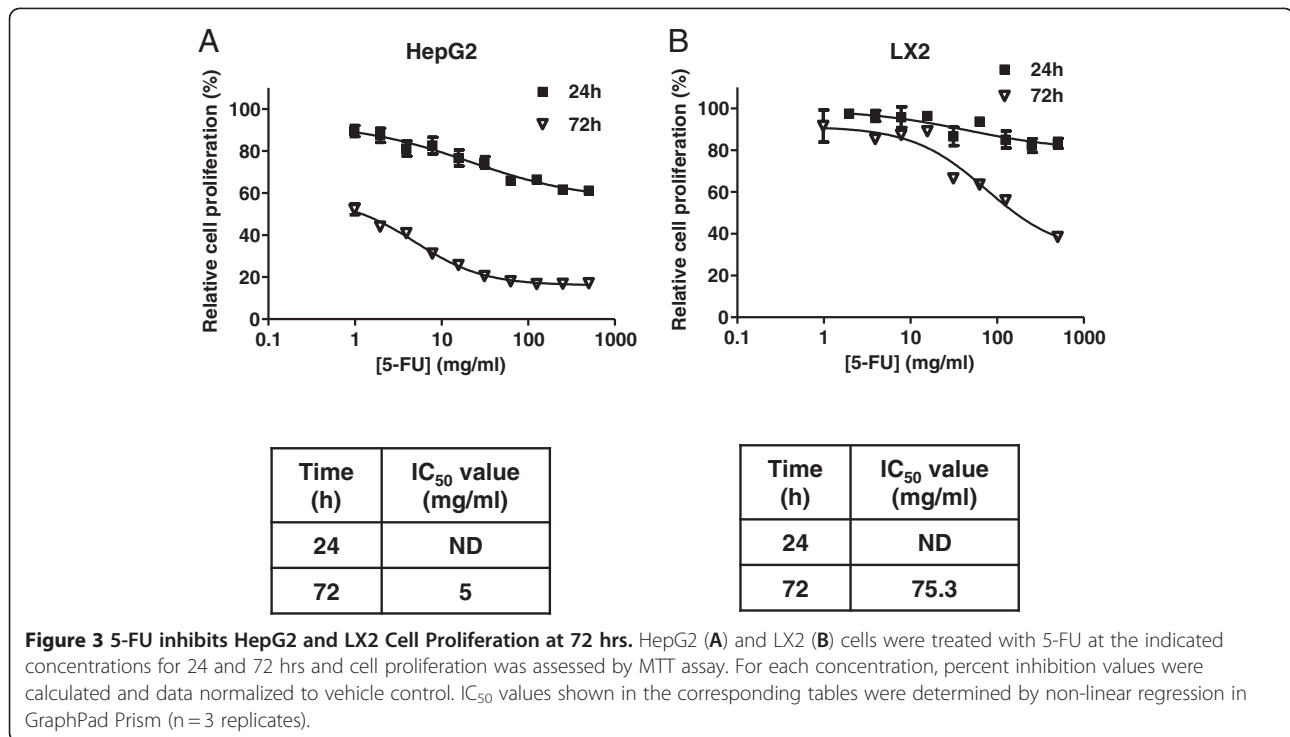 A
HepG2
24h
72h
Relative cell proliferation (%)
100
80
60
40
20
0
0.1 1 10 100 1000
[5-FU] (mg/ml)
B
LX2
24h
72h
Relative cell proliferation (%)
100
80
60
40
20
0
0.1 1 10 100 1000
[5-FU] (mg/ml)
Time (h) IC50 value (mg/ml)
24 ND
72 5
Time (h) IC50 value (mg/ml)
24 ND
72 75.3
Figure 3 5-FU inhibits HepG2 and LX2 Cell Proliferation at 72 hrs. HepG2 (A) and LX2 (B) cells were treated with 5-FU at the indicated
concentrations for 24 and 72 hrs and cell proliferation was assessed by MTT assay. For each concentration, percent inhibition values were
calculated and data normalized to vehicle control. IC50 values shown in the corresponding tables were determined by non-linear regression in
GraphPad Prism (n = 3 replicates).